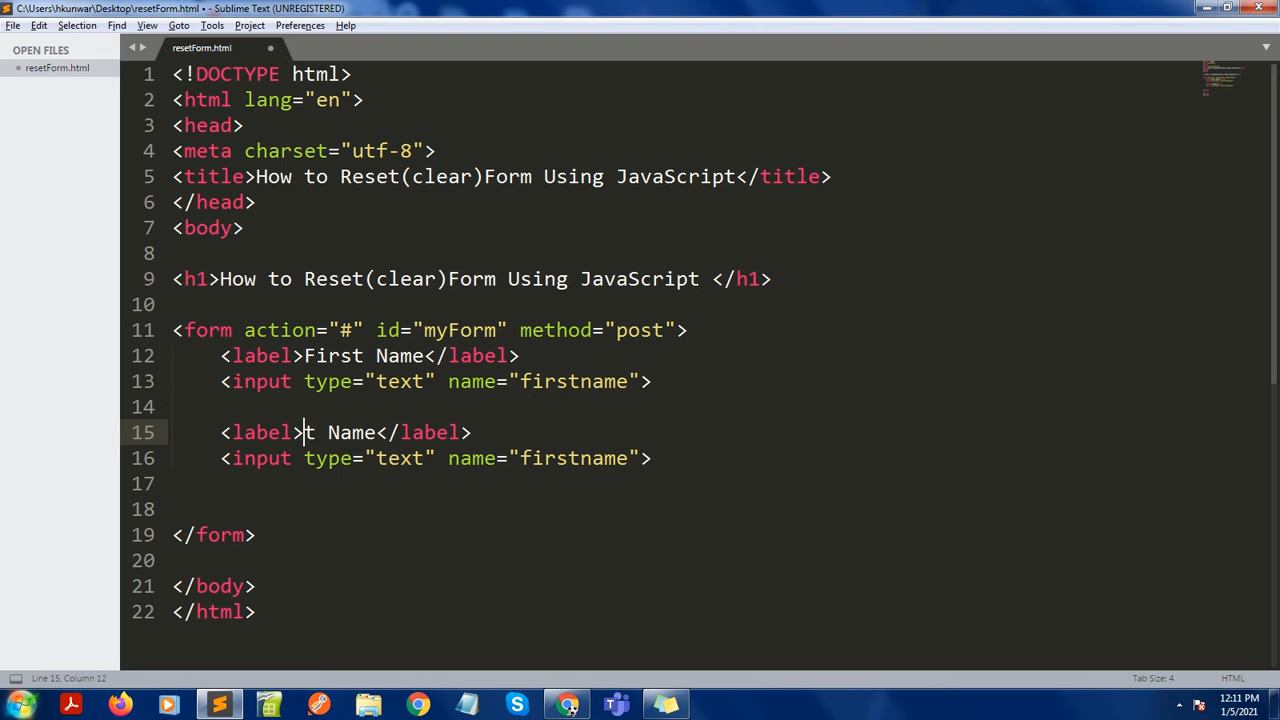 C:\Users\hkunwar\Desktop\resetForm.html • - Sublime Text (UNREGISTERED)
File Edit Selection Find View Goto Tools Project Preferences Help
OPEN FILES
resetForm.html
resetForm.html
1 <!DOCTYPE html>
2 <html lang="en">
3 <head>
4 <meta charset="utf-8">
5 <title>How to Reset(clear)Form Using JavaScript</title>
6 </head>
7 <body>
8
9 <h1>How to Reset(clear)Form Using JavaScript </h1>
10
11 <form action="#" id="myForm" method="post">
12 <label>First Name</label>
13 <input type="text" name="firstname">
14
15 <label>t Name</label>
16 <input type="text" name="firstname">
17
18
19 </form>
20
21 </body>
22 </html>
Line 15, Column 12
Tab Size: 4
HTML
12:11 PM
1/5/2021